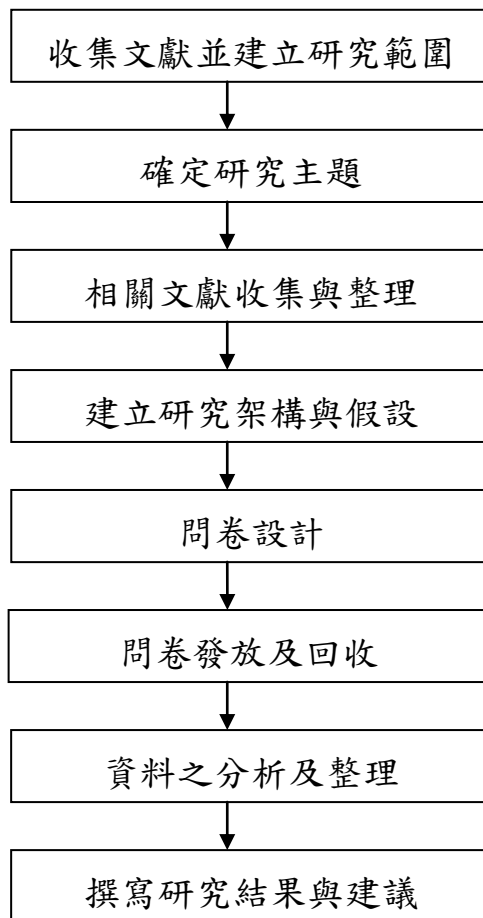 收集文獻並建立研究範圍
確定研究主題
相關文獻收集與整理
建立研究架構與假設
問卷設計
問卷發放及回收
資料之分析及整理
撰寫研究結果與建議